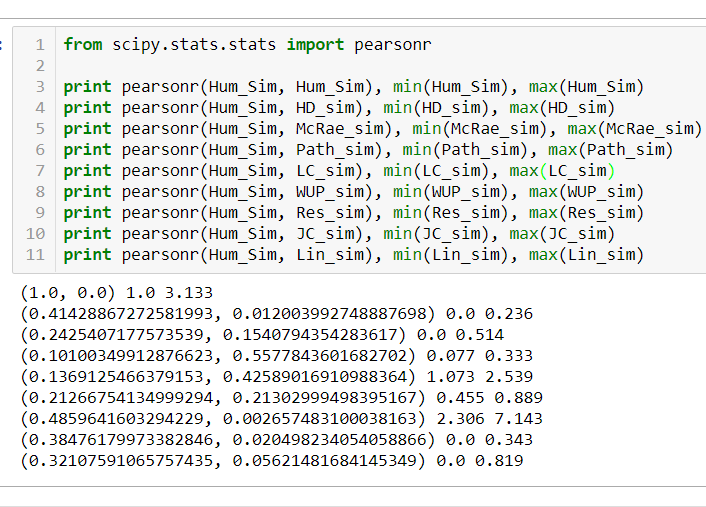 1 from scipy.stats.stats import pearsonr
2
3 print pearsonr(Hum_Sim, Hum_Sim), min(Hum_Sim), max(Hum_Sim)
4 print pearsonr(Hum_Sim, HD_sim), min(HD_sim), max(HD_sim)
5 print pearsonr(Hum_Sim, McRae_sim), min(McRae_sim), max(McRae_sim)
6 print pearsonr(Hum_Sim, Path_sim), min(Path_sim), max(Path_sim)
7 print pearsonr(Hum_Sim, LC_sim), min(LC_sim), max(LC_sim)
8 print pearsonr(Hum_Sim, WUP_sim), min(WUP_sim), max(WUP_sim)
9 print pearsonr(Hum_Sim, Res_sim), min(Res_sim), max(Res_sim)
10 print pearsonr(Hum_Sim, JC_sim), min(JC_sim), max(JC_sim)
11 print pearsonr(Hum_Sim, Lin_sim), min(Lin_sim), max(Lin_sim)
(1.0, 0.0) 1.0 3.133
(0.41428867272581993, 0.012003992748887698) 0.0 0.236
(0.2425407177573539, 0.1540794354283617) 0.0 0.514
(0.10100349912876623, 0.5577843601682702) 0.077 0.333
(0.1369125466379153, 0.42589016910988364) 1.073 2.539
(0.21266754134999294, 0.21302999498395167) 0.455 0.889
(0.4859641603294229, 0.002657483100038163) 2.306 7.143
(0.38476179973382846, 0.020498234054058866) 0.0 0.343
(0.32107591065757435, 0.05621481684145349) 0.0 0.819